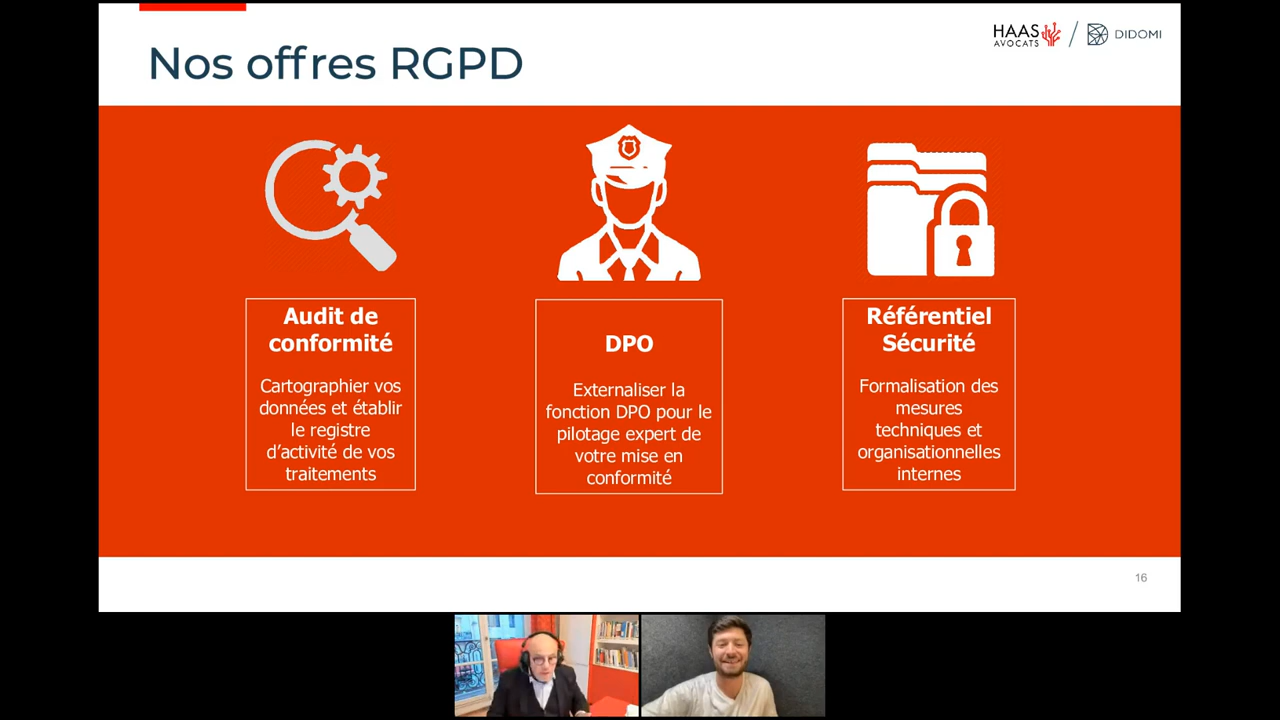 Nos offres RGPD
HAAS
AVOCATS
DIDOMI
Audit de
conformité
Cartographier vos
données et établir
le registre
d’activité de vos
traitements
DPO
Externaliser la
fonction DPO pour le
pilotage expert de
votre mise en
conformité
Référentiel
Sécurité
Formalisation des
mesures
techniques et
organisationnelles
internes
16